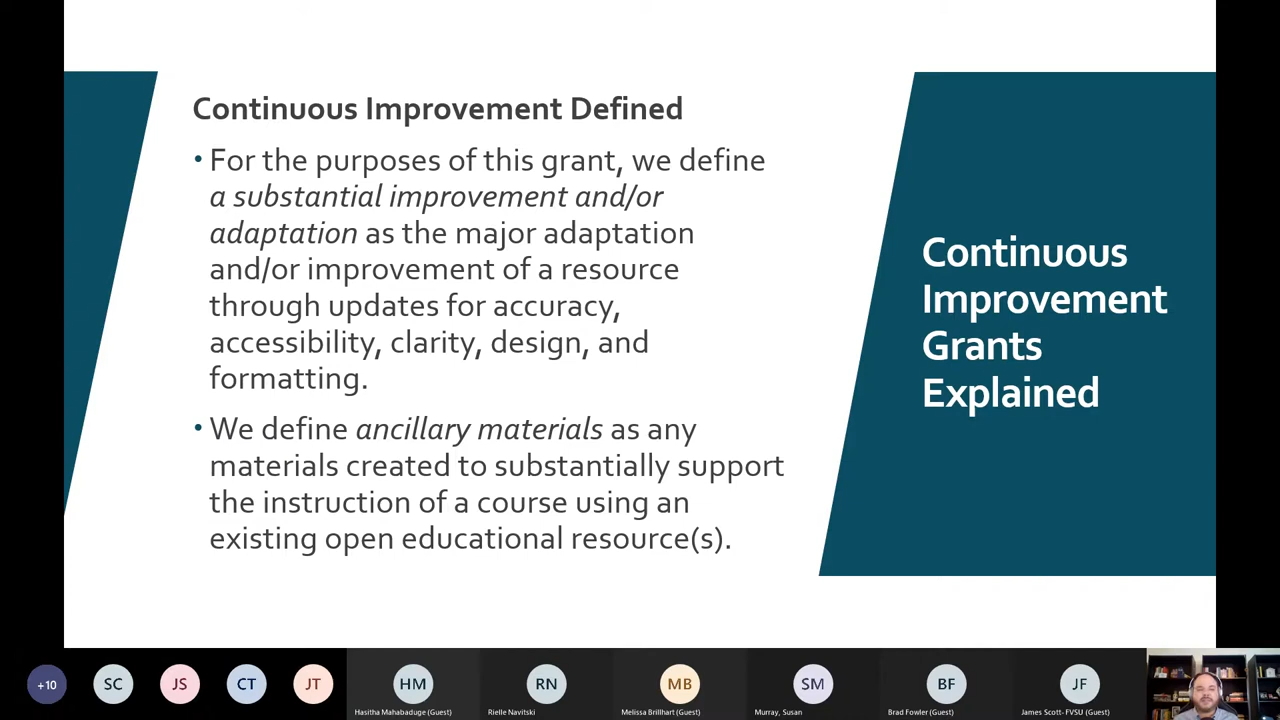 Continuous Improvement Defined
• For the purposes of this grant, we define
a substantial improvement and/or
adaptation as the major adaptation
and/or improvement of a resource
through updates for accuracy,
accessibility, clarity, design, and
formatting.
• We define ancillary materials as any
materials created to substantially support
the instruction of a course using an
existing open educational resource(s).
Continuous
Improvement
Grants
Explained
+10
SC
JS
CT
JT
HM
Hasitha Mahabaduge (Guest)
RN
Rielle Navitski
MB
Melissa Brillhart (Guest)
SM
Murray, Susan
BF
Brad Fowler (Guest)
JF
James Scott- FVSU (Guest)